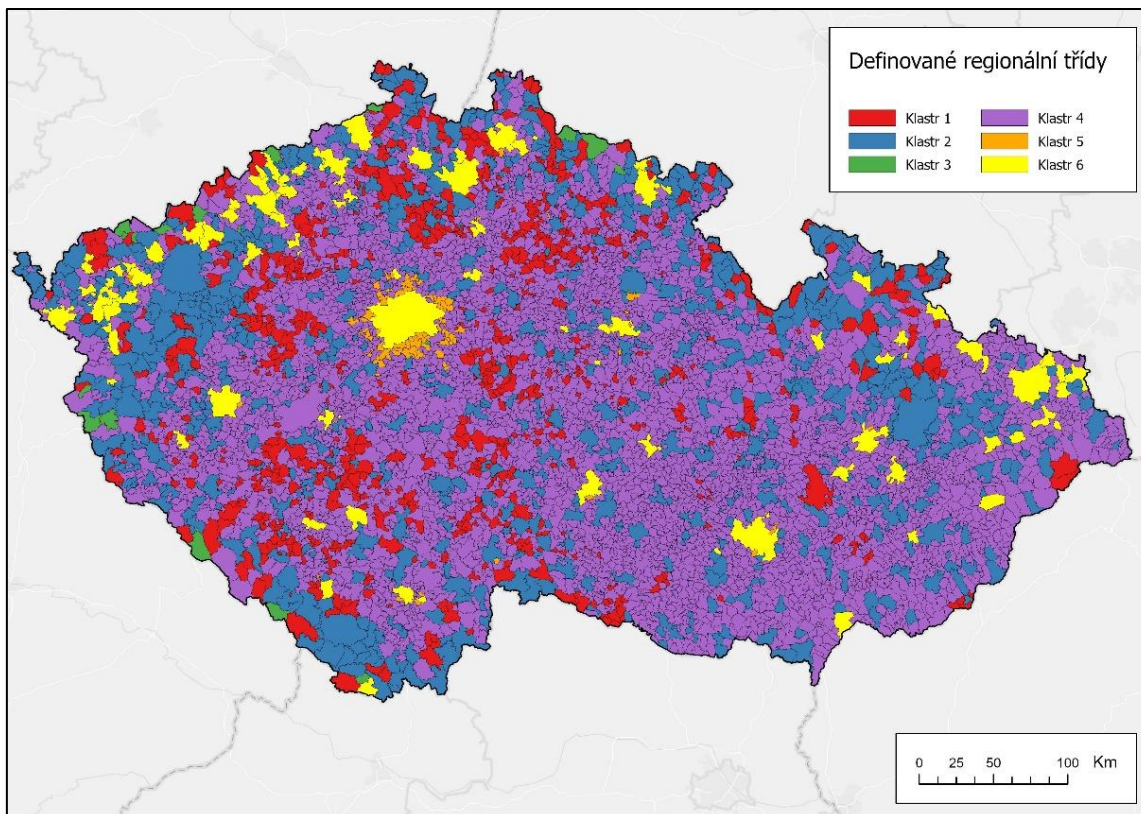 Definované regionální třídy
Klastr 1 Klastr 4
Klastr 2 Klastr 5
Klastr 3 Klastr 6
0 25 50 100 Km